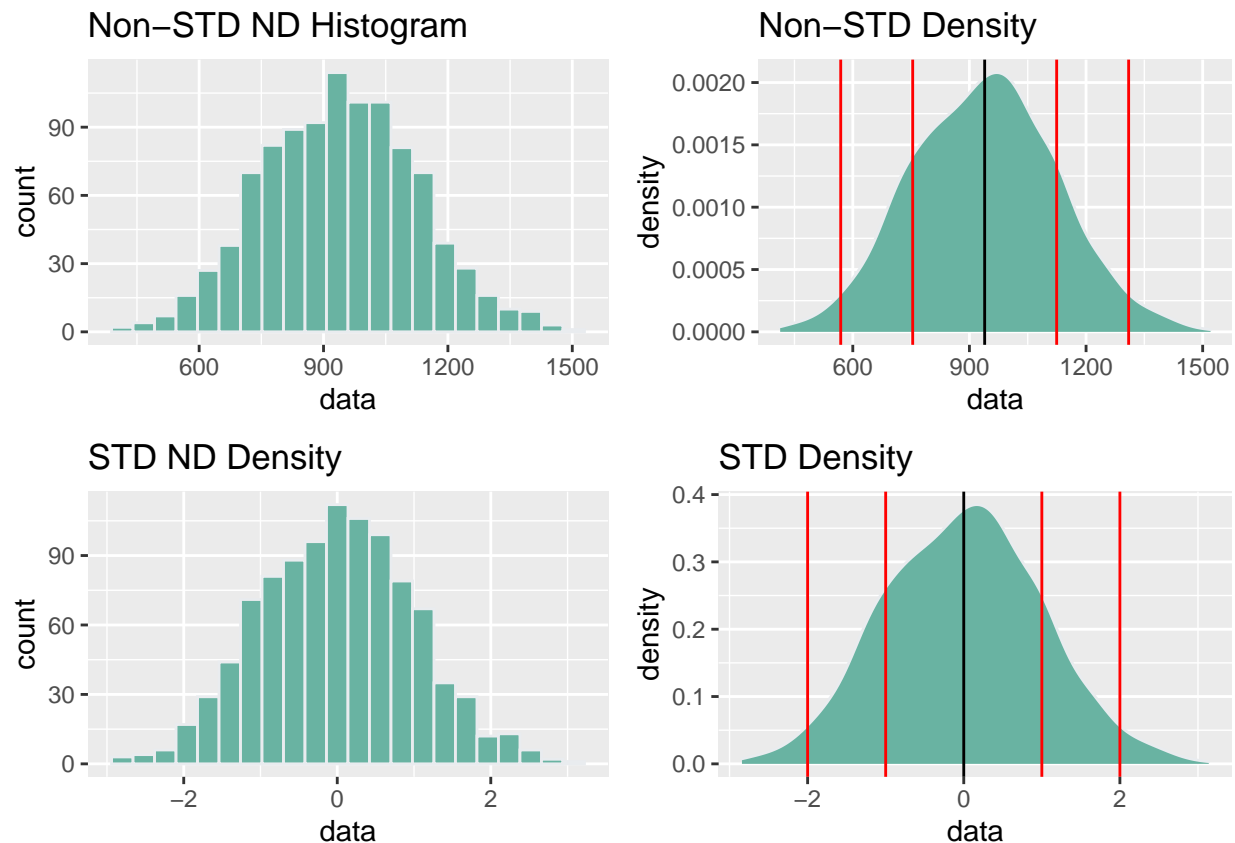 Non−STD ND Histogram
90
60
30
0
count
600 900 1200 1500
data
Non−STD Density
0.0020
0.0015
0.0010
0.0005
0.0000
density
600 900 1200 1500
data
STD ND Density
90
60
30
0
count
−2 0 2
data
STD Density
0.4
0.3
0.2
0.1
0.0
density
−2 0 2
data